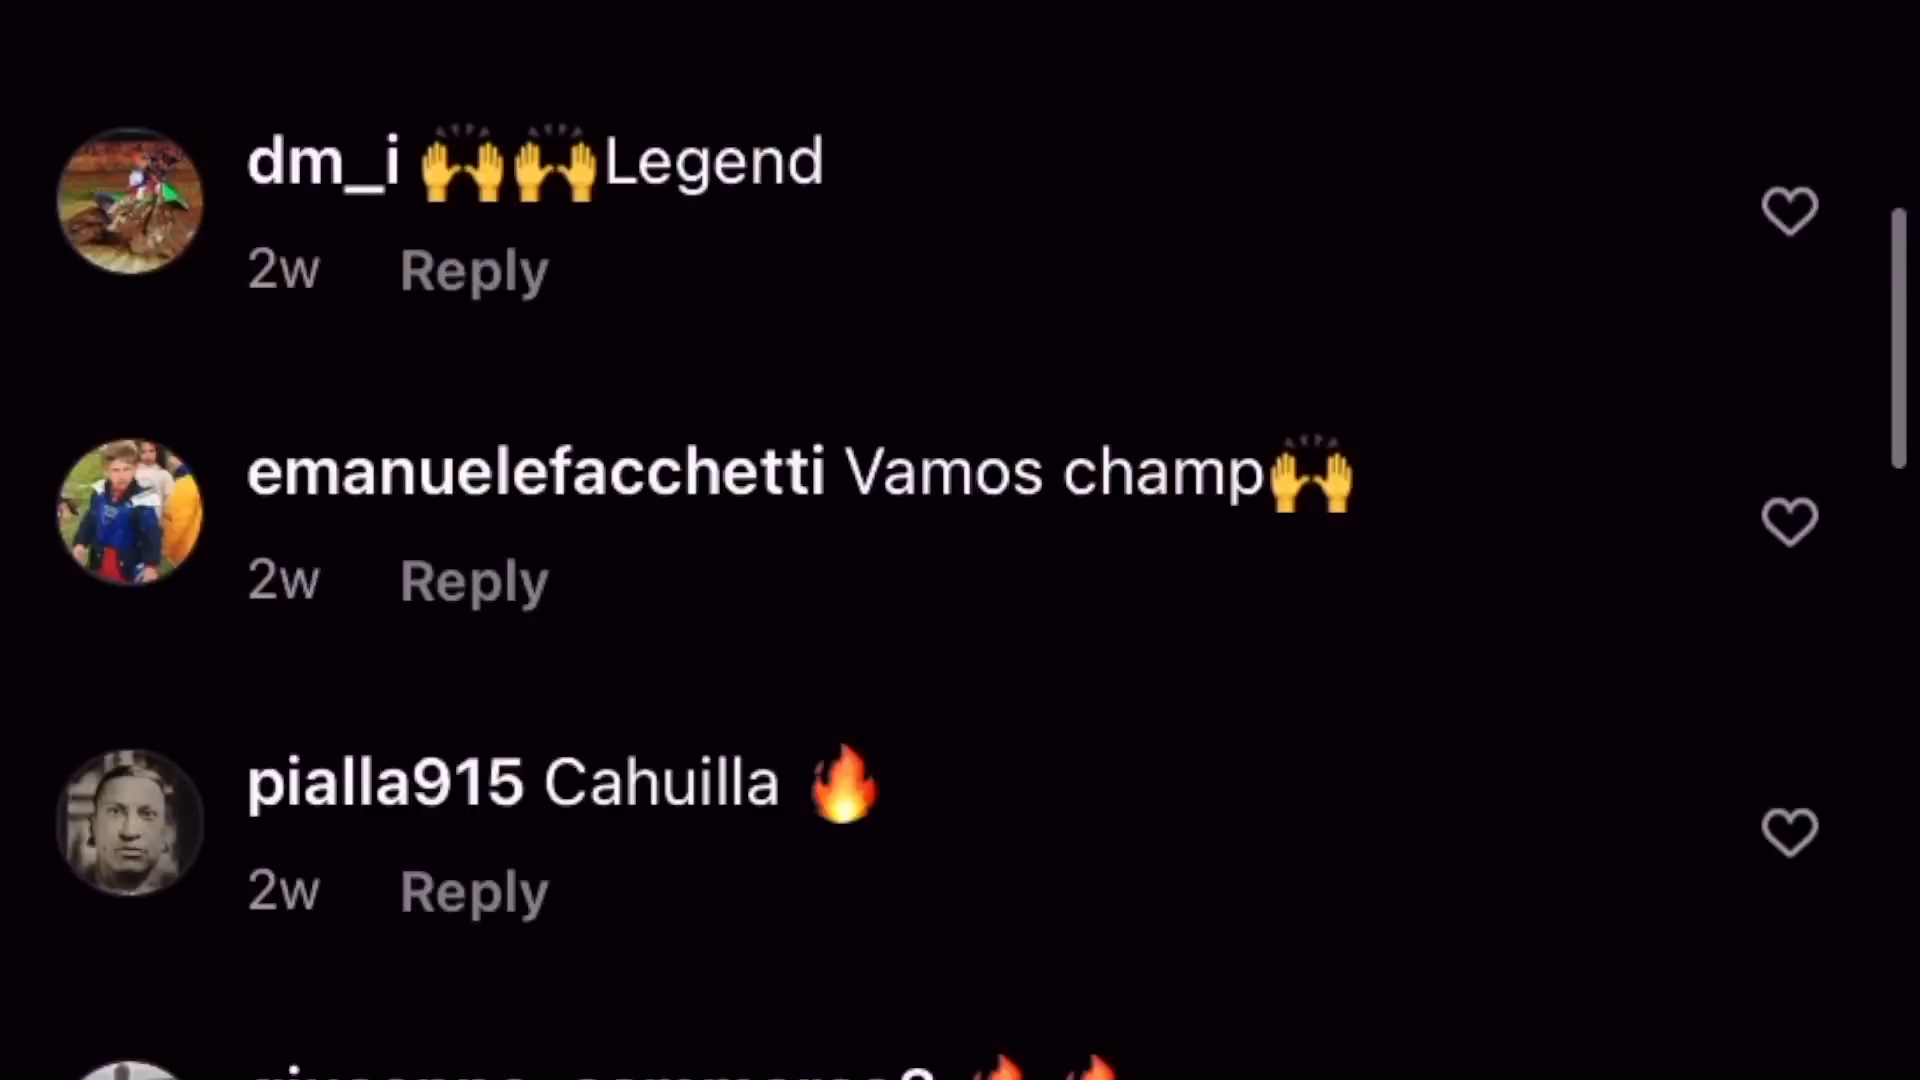 dm_i 🙌🙌Legend
2w Reply
emanuelefacchetti Vamos champ🙌
2w Reply
pialla915 Cahuilla 🔥
2w Reply